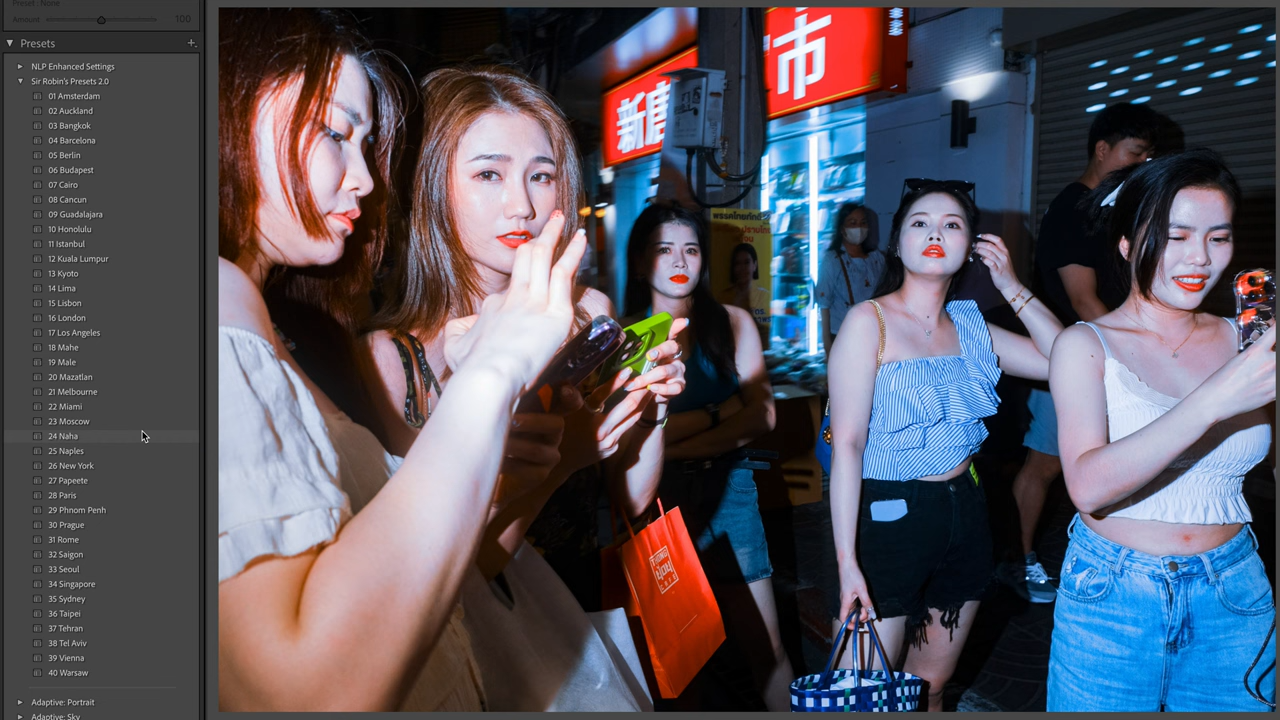 Preset: None
Amount 100
Presets
NLP Enhanced Settings
Sir Robin's Presets 2.0
01 Amsterdam
02 Auckland
03 Bangkok
04 Barcelona
05 Berlin
06 Budapest
07 Cairo
08 Cancun
09 Guadalajara
10 Honolulu
11 Istanbul
12 Kuala Lumpur
13 Kyoto
14 Lima
15 Lisbon
16 London
17 Los Angeles
18 Mahe
19 Male
20 Mazatlan
21 Melbourne
22 Miami
23 Moscow
24 Naha
25 Naples
26 New York
27 Papeete
28 Paris
29 Phnom Penh
30 Prague
31 Rome
32 Saigon
33 Seoul
34 Singapore
35 Sydney
36 Taipei
37 Tehran
38 Tel Aviv
39 Vienna
40 Warsaw
Adaptive: Portrait
Adaptive: Sky
新
市